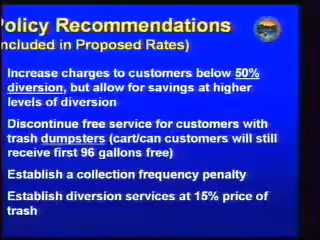 Policy Recommendations
(Included in Proposed Rates)
Increase charges to customers below 50%
diversion, but allow for savings at higher
levels of diversion
Discontinue free service for customers with
trash dumpsters (cart/can customers will still
receive first 96 gallons free)
Establish a collection frequency penalty
Establish diversion services at 15% price of
trash